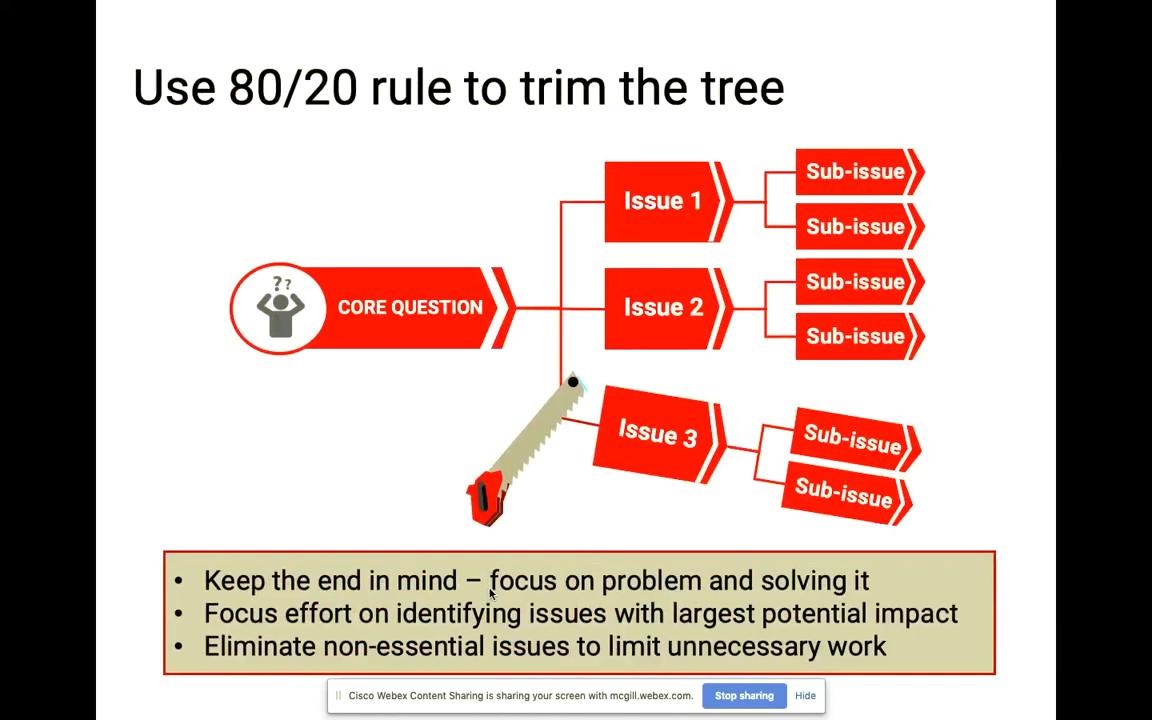 Use 80/20 rule to trim the tree
? ?
CORE QUESTION
Issue 1
Sub-issue
Sub-issue
Issue 2
Sub-issue
Sub-issue
Issue 3
Sub-issue
Sub-issue
• Keep the end in mind – focus on problem and solving it
• Focus effort on identifying issues with largest potential impact
• Eliminate non-essential issues to limit unnecessary work
Cisco Webex Content Sharing is sharing your screen with mcgill.webex.com. Stop sharing Hide